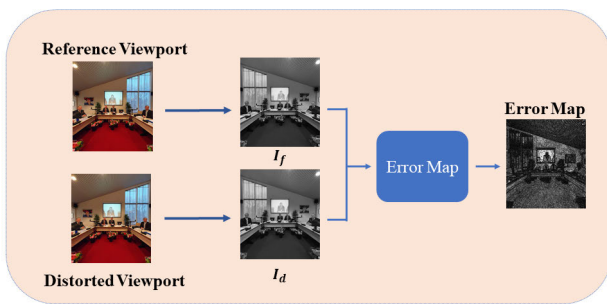 Reference Viewport
I_f
Error Map
Error Map
I_d
Distorted Viewport